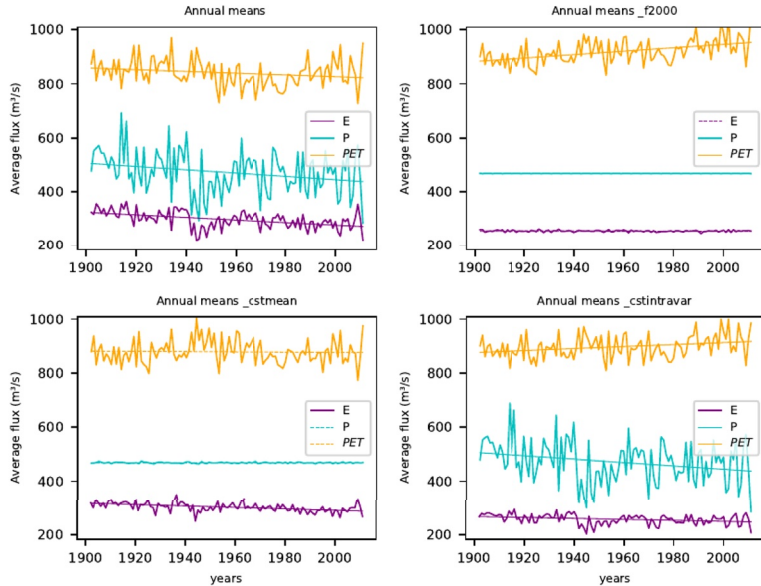 Annual means
Annual means _f2000
Average flux (m³/s)
1000
800
600
400
200
E
P
PET
1900 1920 1940 1960 1980 2000
Average flux (m³/s)
1000
800
600
400
200
E
P
PET
1900 1920 1940 1960 1980 2000
Annual means _cstmean
Annual means _cstintravar
Average flux (m³/s)
1000
800
600
400
200
E
P
PET
1900 1920 1940 1960 1980 2000
years
Average flux (m³/s)
1000
800
600
400
200
E
P
PET
1900 1920 1940 1960 1980 2000
years